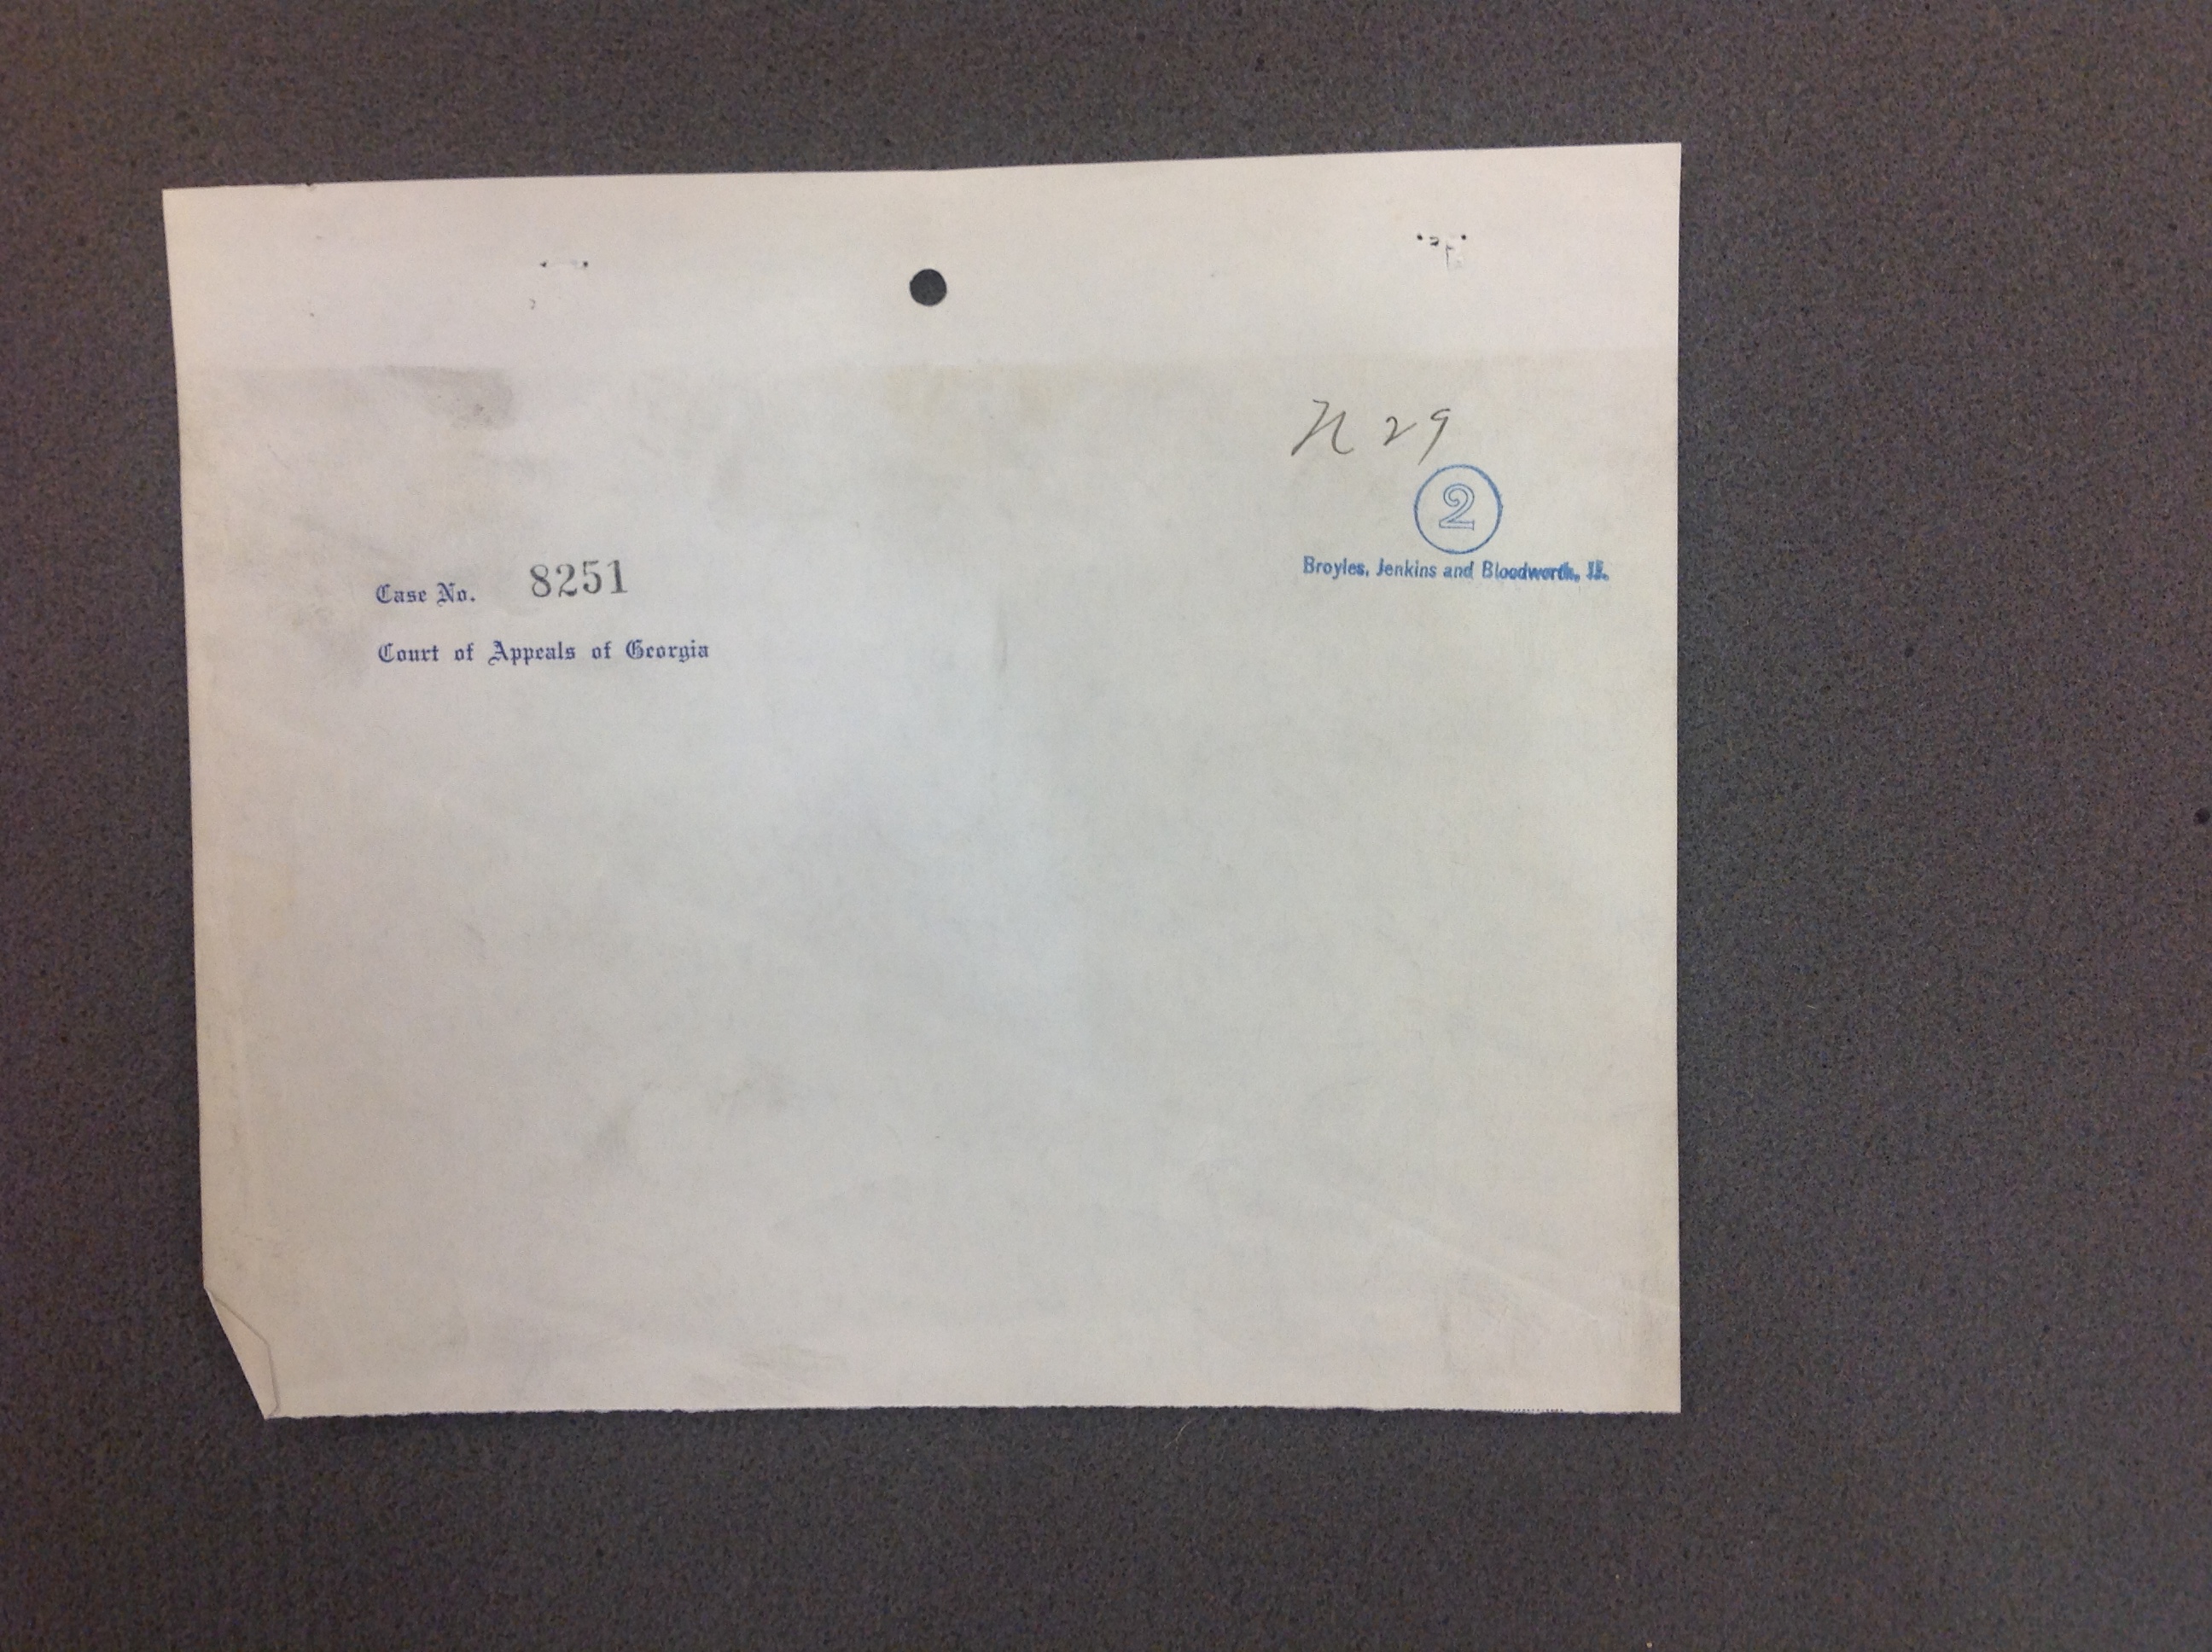 N 29
2
Broyles, Jenkins and Bloodworth, JJ.
Case No. 8251
Court of Appeals of Georgia